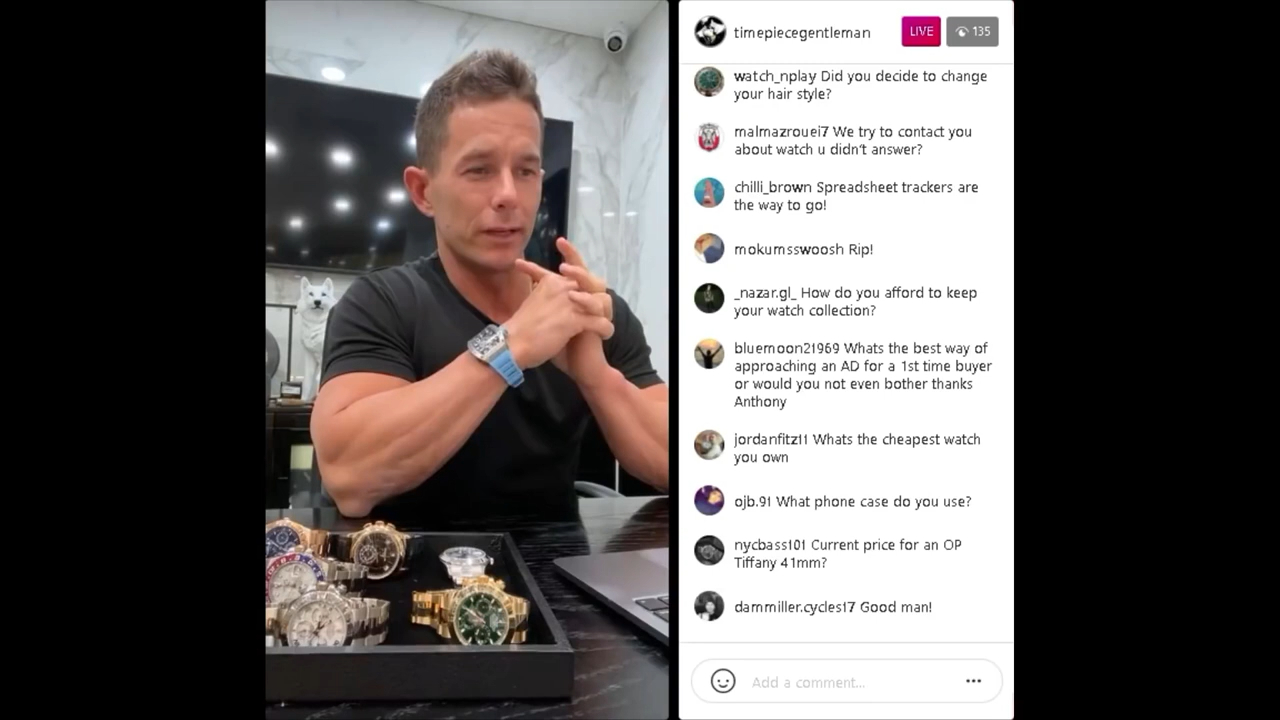 timepiecegentleman
LIVE
135
watch_nplay Did you decide to change
your hair style?
malmazrouei7 We try to contact you
about watch u didn't answer?
chilli_brown Spreadsheet trackers are
the way to go!
mokumsswoosh Rip!
_nazar.gl_ How do you afford to keep
your watch collection?
bluemoon21969 Whats the best way of
approaching an AD for a 1st time buyer
or would you not even bother thanks
Anthony
jordanfitz11 Whats the cheapest watch
you own
ojb.91 What phone case do you use?
nycbass101 Current price for an OP
Tiffany 41mm?
dammiller.cycles17 Good man!
Add a comment...